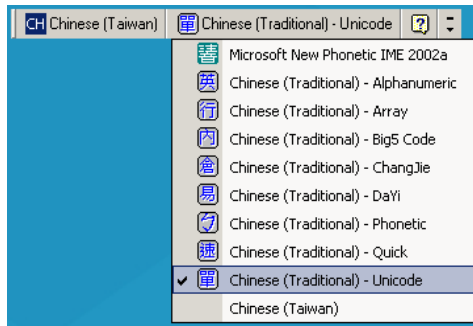 CH Chinese (Taiwan) 單 Chinese (Traditional) - Unicode ?
Microsoft New Phonetic IME 2002a
英 Chinese (Traditional) - Alphanumeric
行 Chinese (Traditional) - Array
內 Chinese (Traditional) - Big5 Code
倉 Chinese (Traditional) - ChangJie
易 Chinese (Traditional) - DaYi
ㄅ Chinese (Traditional) - Phonetic
速 Chinese (Traditional) - Quick
單 Chinese (Traditional) - Unicode
Chinese (Taiwan)